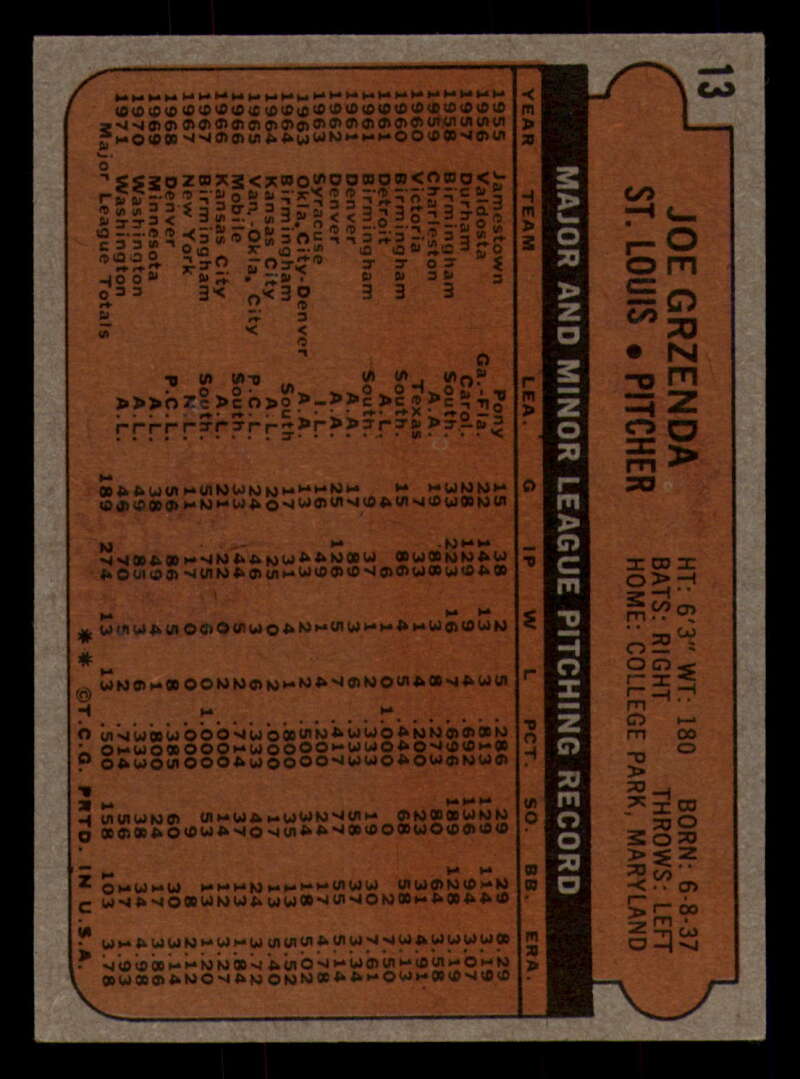 13
JOE GRZENDA
ST. LOUIS • PITCHER
HT: 6'3" WT: 180 BORN: 6-8-37
BATS: RIGHT THROWS: LEFT
HOME: COLLEGE PARK, MARYLAND
MAJOR AND MINOR LEAGUE PITCHING RECORD
YEAR TEAM LEA. G IP W L PCT. SO. BB. ERA.
1955 Jamestown Pony 15 38 2 5 .286 29 29 8.29
1956 Valdosta Ga.-Fla. 22 144 13 3 .813 129 114 3.19
1957 Durham Carol. 28 129 9 4 .692 136 94 3.07
1958 Birmingham South. 33 223 16 7 .696 189 128 3.19
1959 Charleston A.A. 19 88 3 8 .273 80 64 3.58
1960 Victoria Texas 7 33 1 4 .200 23 31 4.91
1960 Birmingham South. 15 86 4 5 .444 68 58 3.13
1961 Detroit A.L. 4 6 1 0 1.000 0 2 7.50
1961 Birmingham South. 9 37 1 2 .333 19 30 7.61
1961 Denver A.A. 17 89 3 6 .333 58 37 3.34
1962 Denver A.A. 25 126 5 7 .417 77 55 5.14
1963 Syracuse I.L. 16 49 1 4 .200 24 17 4.78
1963 Okla. City-Denver A.A. 13 43 2 2 .500 34 18 5.02
1964 Birmingham South 17 31 4 1 .800 35 13 5.52
1964 Kansas City A.L. 20 25 0 2 .000 17 13 5.40
1965 Van.-Okla. City P.C.L. 24 46 3 6 .333 40 24 3.72
1966 Mobile South. 33 44 5 2 .714 37 13 1.84
1966 Kansas City A.L. 21 22 0 2 .000 14 12 3.27
1967 Birmingham South. 52 75 6 0 1.000 53 13 1.20
1967 New York N.L. 11 17 0 0 .000 9 8 2.12
1968 Denver P.C.L. 56 86 5 8 .385 60 30 3.14
1969 Minnesota A.L. 38 49 4 1 .800 24 17 3.86
1970 Washington A.L. 49 85 3 6 .333 38 34 4.98
1971 Washington A.L. 46 70 5 2 .714 56 17 1.93
Major League Totals 189 274 13 13 .500 158 103 3.78
** ©T.C.G. PRTD. IN U.S.A.